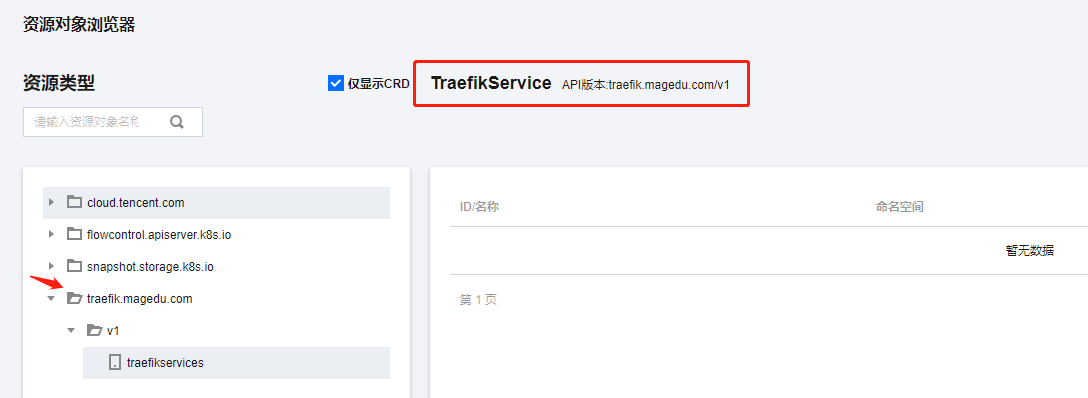 资源对象浏览器
资源类型
仅显示CRD
TraefikService API版本:traefik.magedu.com/v1
请输入资源对象名称
cloud.tencent.com
flowcontrol.apiserver.k8s.io
snapshot.storage.k8s.io
traefik.magedu.com
v1
traefikservices
ID/名称 命名空间
暂无数据
第 1 页